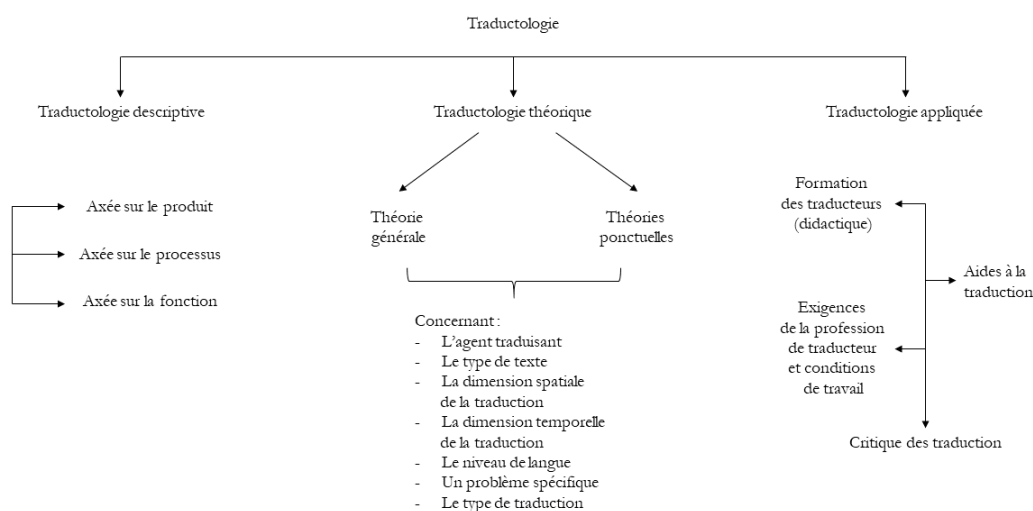 Traductologie
Traductologie descriptive
Traductologie théorique
Traductologie appliquée
Axée sur le produit
Axée sur le processus
Axée sur la fonction
Théorie
générale
Théories
ponctuelles
Concernant :
- L'agent traduisant
- Le type de texte
- La dimension spatiale
de la traduction
- La dimension temporelle
de la traduction
- Le niveau de langue
- Un problème spécifique
- Le type de traduction
Formation
des traducteurs
(didactique)
Aides à la
traduction
Exigences
de la profession
de traducteur
et conditions
de travail
Critique des traduction